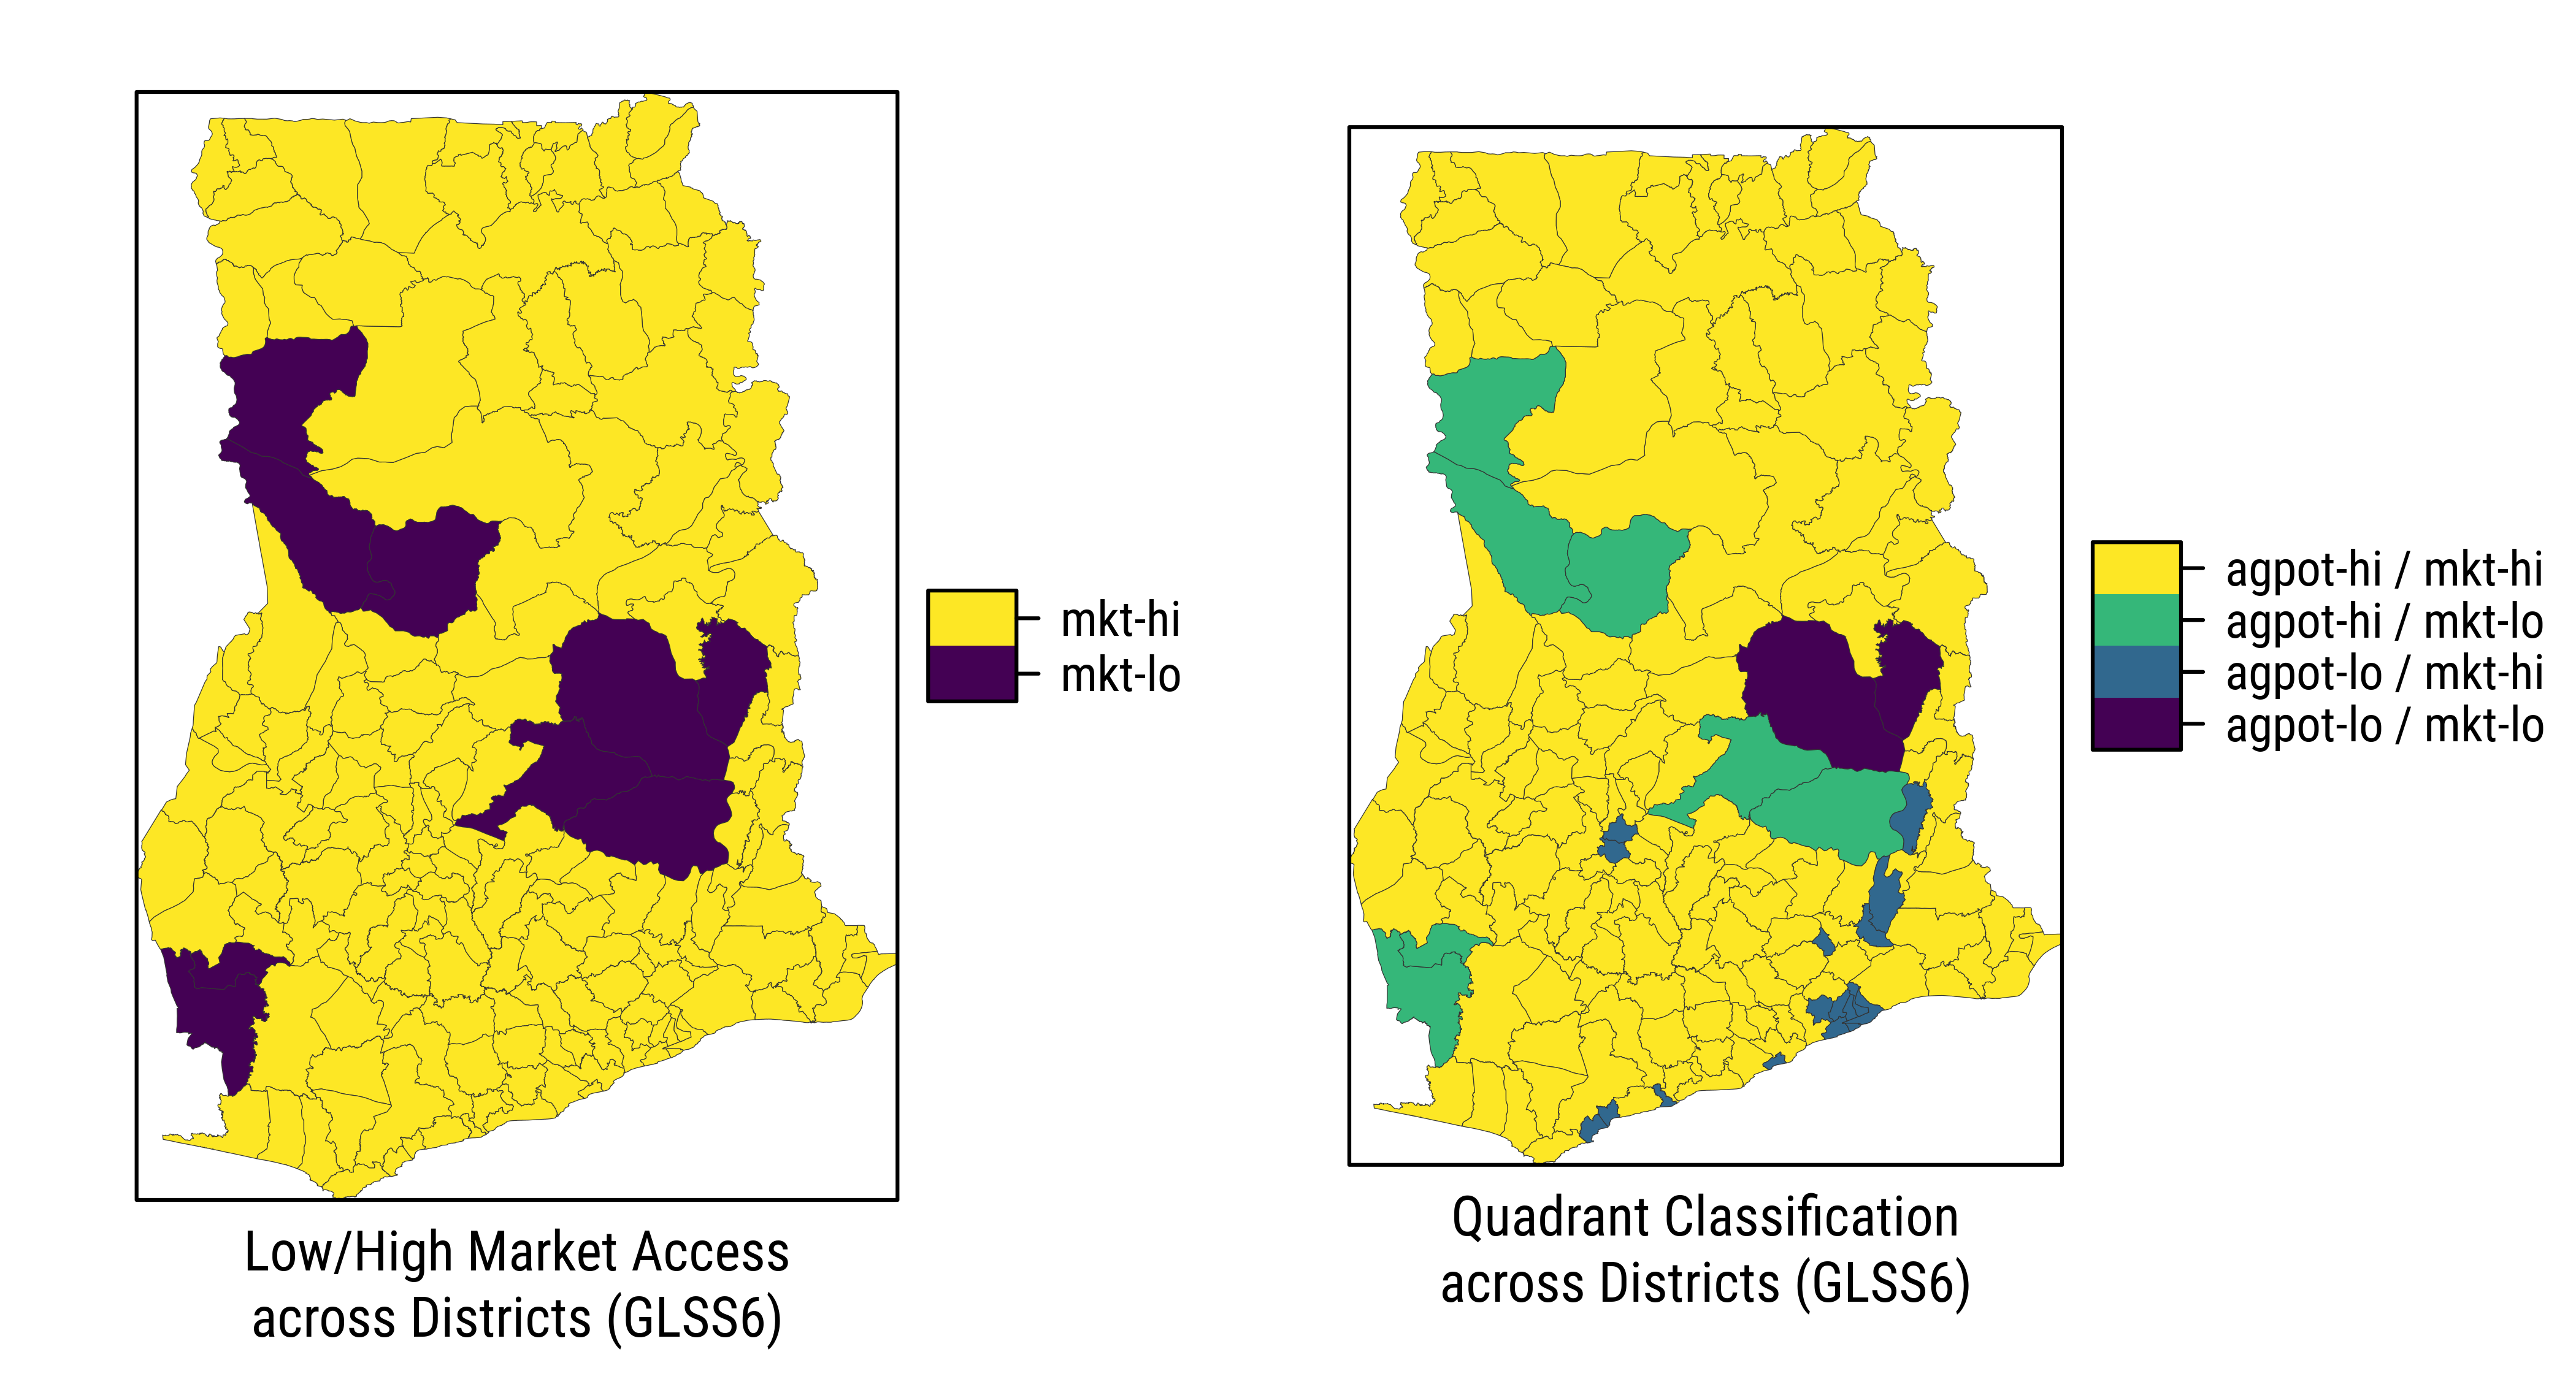 mkt-hi
mkt-lo
Low/High Market Access
across Districts (GLSS6)
agpot-hi / mkt-hi
agpot-hi / mkt-lo
agpot-lo / mkt-hi
agpot-lo / mkt-lo
Quadrant Classification
across Districts (GLSS6)